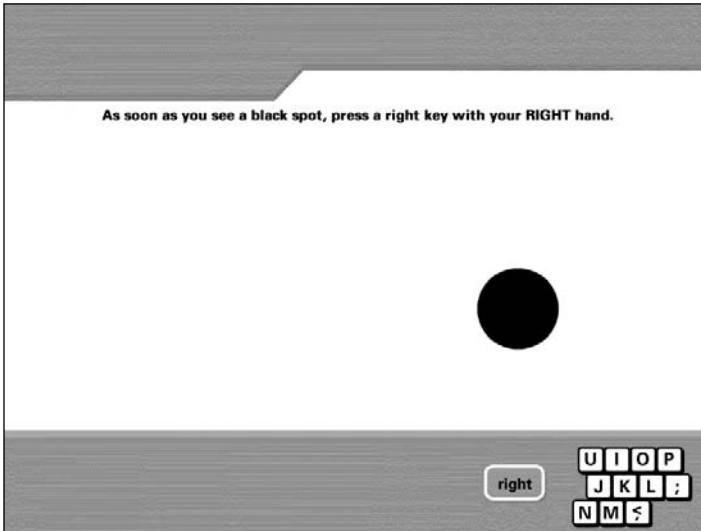 As soon as you see a black spot, press a right key with your RIGHT hand.
right
U I O P
J K L ;
N M